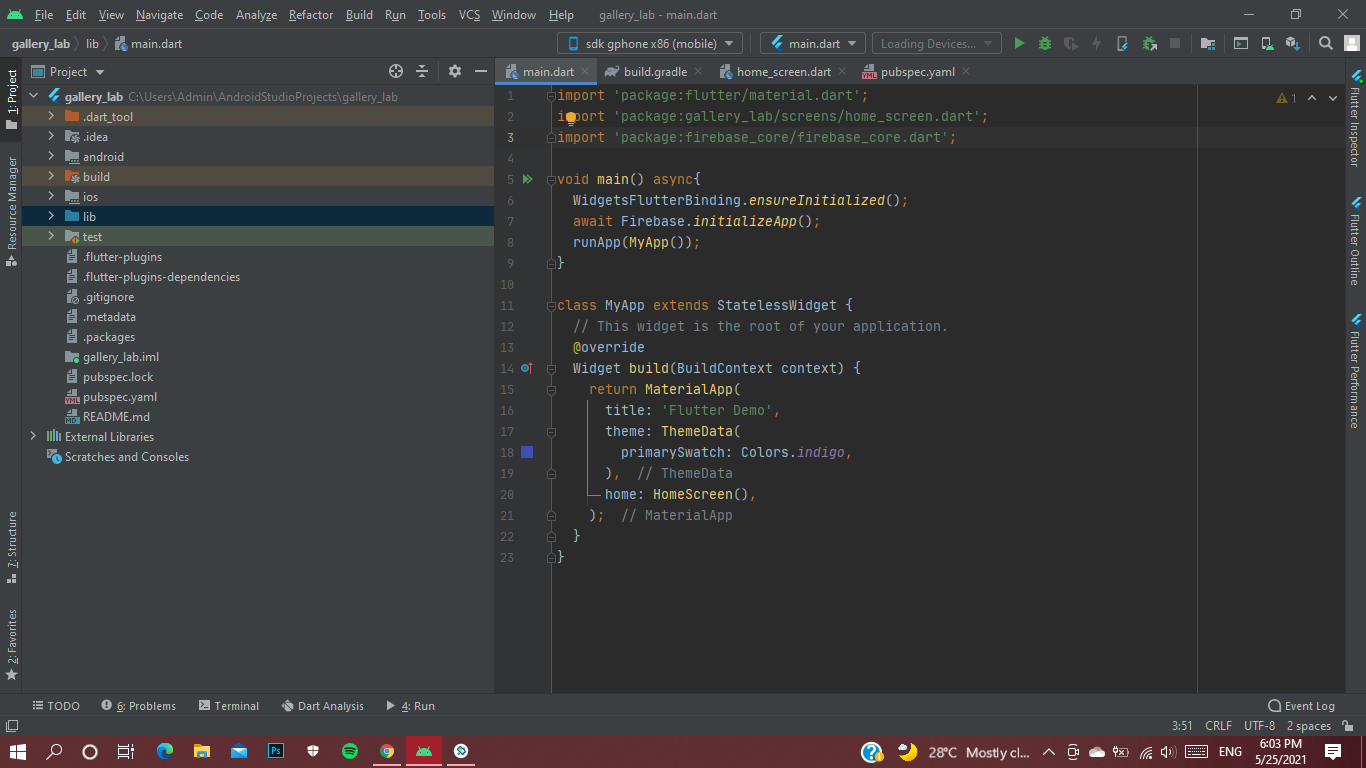 File Edit View Navigate Code Analyze Refactor Build Run Tools VCS Window Help gallery_lab - main.dart
gallery_lab lib main.dart
sdk gphone x86 (mobile) main.dart Loading Devices...
Project
main.dart build.gradle home_screen.dart pubspec.yaml
1: Project
Resource Manager
7: Structure
2: Favorites
gallery_lab C:\Users\Admin\AndroidStudioProjects\gallery_lab
.dart_tool
.idea
android
build
ios
lib
test
.flutter-plugins
.flutter-plugins-dependencies
.gitignore
.metadata
.packages
gallery_lab.iml
pubspec.lock
pubspec.yaml
README.md
External Libraries
Scratches and Consoles
1 import 'package:flutter/material.dart';
2 import 'package:gallery_lab/screens/home_screen.dart';
3 import 'package:firebase_core/firebase_core.dart';
4
5 void main() async{
6 WidgetsFlutterBinding.ensureInitialized();
7 await Firebase.initializeApp();
8 runApp(MyApp());
9 }
10
11 class MyApp extends StatelessWidget {
12 // This widget is the root of your application.
13 @override
14 Widget build(BuildContext context) {
15 return MaterialApp(
16 title: 'Flutter Demo',
17 theme: ThemeData(
18 primarySwatch: Colors.indigo,
19 ), // ThemeData
20 home: HomeScreen(),
21 ); // MaterialApp
22 }
23 }
1
Flutter Inspector
Flutter Outline
Flutter Performance
TODO 6: Problems Terminal Dart Analysis 4: Run Event Log
3:51 CRLF UTF-8 2 spaces
Ps
28°C Mostly cl... ENG 6:03 PM
5/25/2021